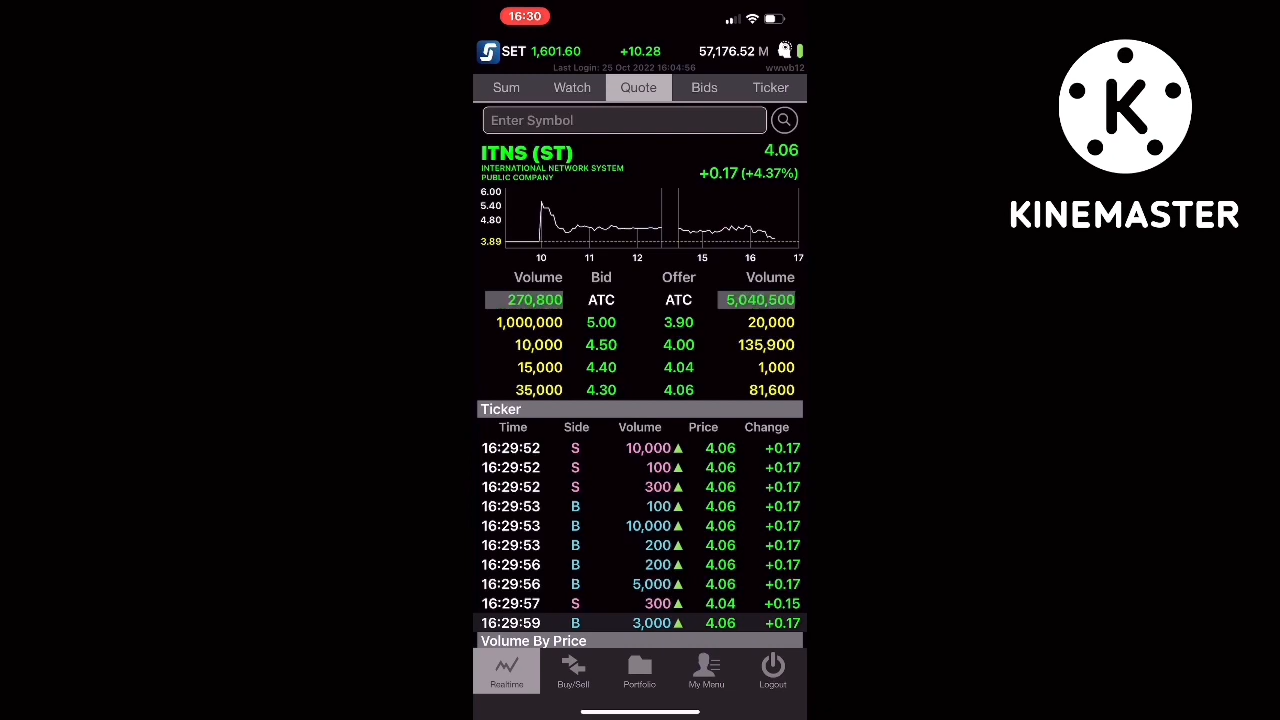 16:30
SET 1,601.60 +10.28 57,176.52 M
Last Login: 25 Oct 2022 16:04:56 wwwb12
Sum Watch Quote Bids Ticker
Enter Symbol
ITNS (ST) 4.06
INTERNATIONAL NETWORK SYSTEM
PUBLIC COMPANY
+0.17 (+4.37%)
6.00
5.40
4.80
3.89
10 11 12 15 16 17
Volume Bid Offer Volume
270,800 ATC ATC 5,040,500
1,000,000 5.00 3.90 20,000
10,000 4.50 4.00 135,900
15,000 4.40 4.04 1,000
35,000 4.30 4.06 81,600
Ticker
Time Side Volume Price Change
16:29:52 S 10,000▲ 4.06 +0.17
16:29:52 S 100▲ 4.06 +0.17
16:29:52 S 300▲ 4.06 +0.17
16:29:53 B 100▲ 4.06 +0.17
16:29:53 B 10,000▲ 4.06 +0.17
16:29:53 B 200▲ 4.06 +0.17
16:29:56 B 200▲ 4.06 +0.17
16:29:56 B 5,000▲ 4.06 +0.17
16:29:57 S 300▲ 4.04 +0.15
16:29:59 B 3,000▲ 4.06 +0.17
Volume By Price
Realtime Buy/Sell Portfolio My Menu Logout
K
KINEMASTER